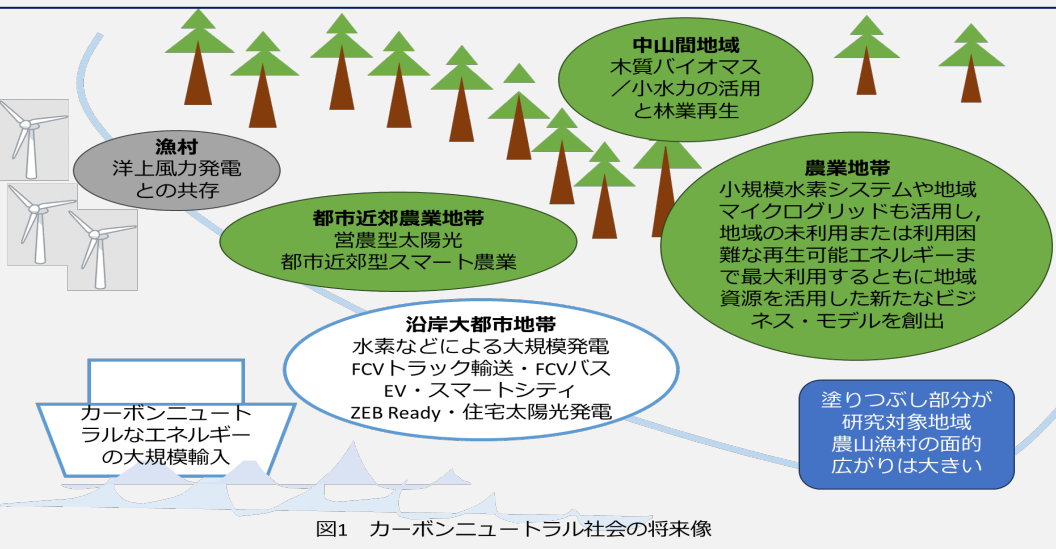 中山間地域
木質バイオマス
／小水力の活用
と林業再生
漁村
洋上風力発電
との共存
農業地帯
小規模水素システムや地域
マイクログリッドも活用し,
地域の未利用または利用困
難な再生可能エネルギーま
で最大利用するともに地域
資源を活用した新たなビジ
ネス・モデルを創出
都市近郊農業地帯
営農型太陽光
都市近郊型スマート農業
沿岸大都市地帯
水素などによる大規模発電
FCVトラック輸送・FCVバス
EV・スマートシティ
ZEB Ready・住宅太陽光発電
カーボンニュート
ラルなエネルギー
の大規模輸入
塗りつぶし部分が
研究対象地域
農山漁村の面的
広がりは大きい
図1　カーボンニュートラル社会の将来像